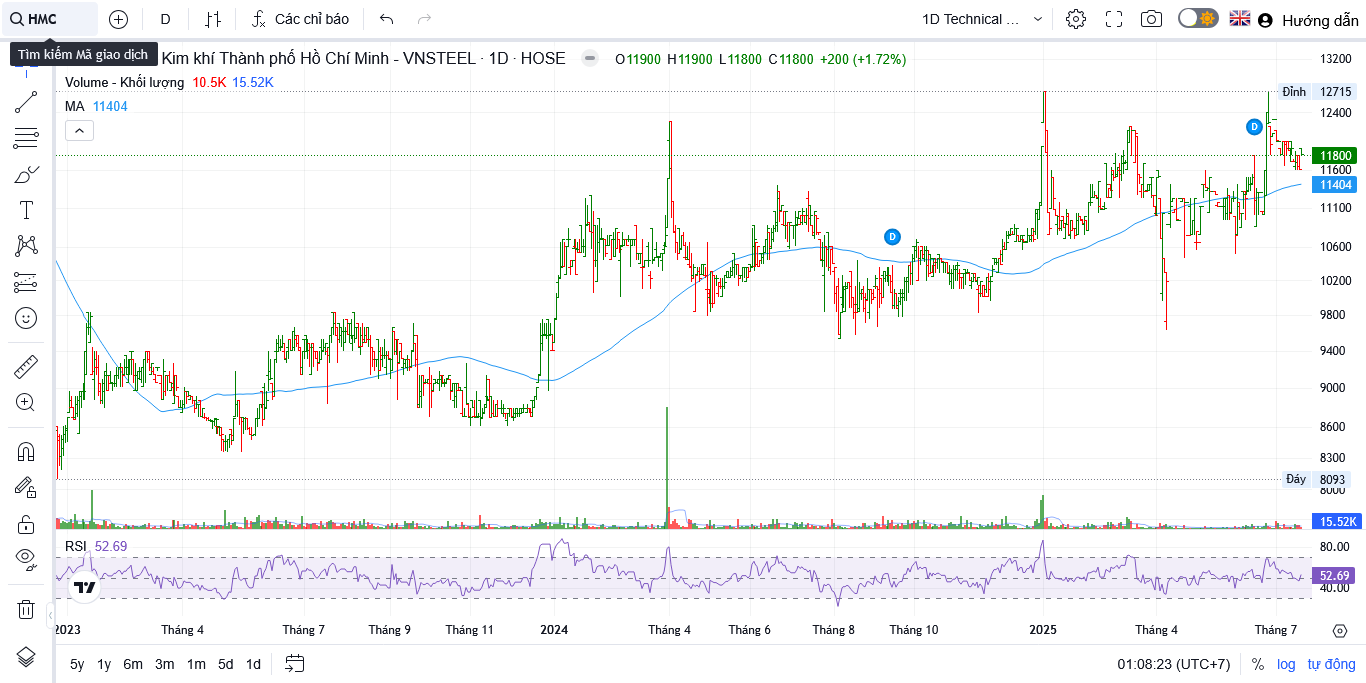 HMC
D
Các chỉ báo
1D Technical ...
Hướng dẫn
Tìm kiếm Mã giao dịch
Kim khí Thành phố Hồ Chí Minh - VNSTEEL · 1D · HOSE
O11900 H11900 L11800 C11800 +200 (+1.72%)
Volume - Khối lượng 10.5K 15.52K
MA 11404
13200
Đỉnh 12715
12400
D
11800
11600
11404
11100
D
10600
10200
9800
9400
9000
8600
8300
Đáy 8093
8000
15.52K
RSI 52.69
80.00
52.69
40.00
2023 Tháng 4 Tháng 7 Tháng 9 Tháng 11 2024 Tháng 4 Tháng 6 Tháng 8 Tháng 10 2025 Tháng 4 Tháng 7
5y 1y 6m 3m 1m 5d 1d
01:08:23 (UTC+7) % log tự động